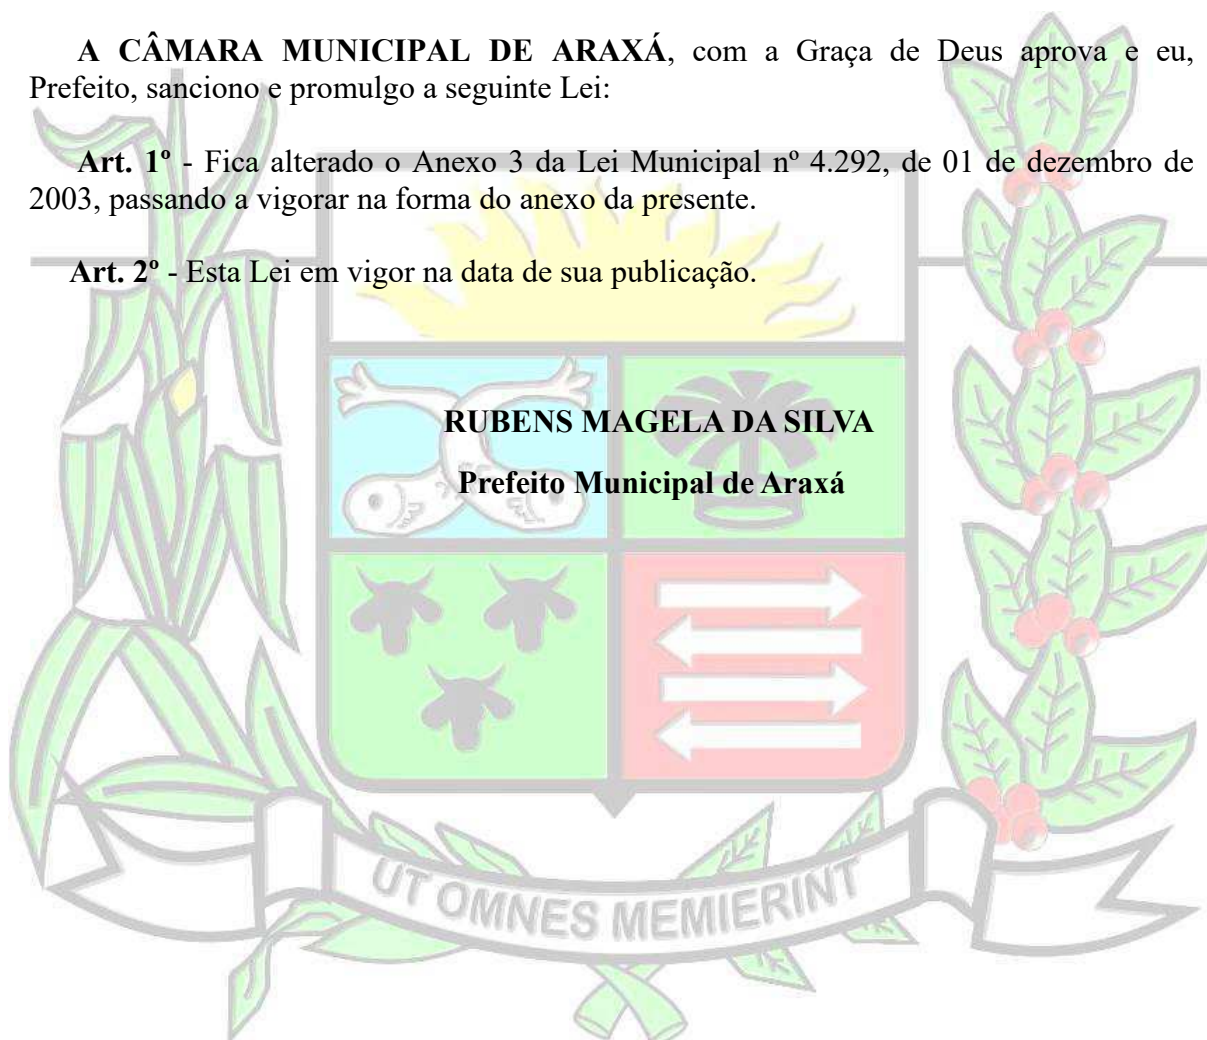 A CÂMARA MUNICIPAL DE ARAXÁ, com a Graça de Deus aprova e eu,
Prefeito, sanciono e promulgo a seguinte Lei:
Art. 1º - Fica alterado o Anexo 3 da Lei Municipal nº 4.292, de 01 de dezembro de
2003, passando a vigorar na forma do anexo da presente.
Art. 2º - Esta Lei em vigor na data de sua publicação.
RUBENS MAGELA DA SILVA
Prefeito Municipal de Araxá
UT OMNES MEMIERINT